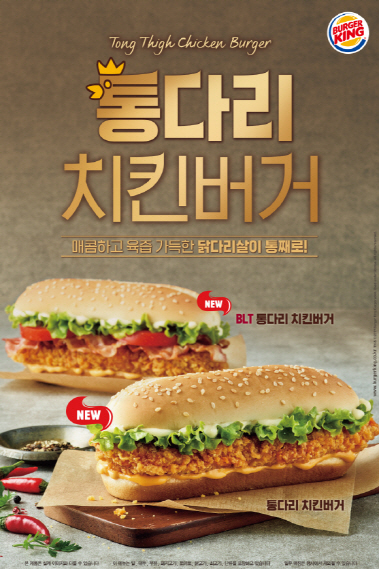 Tong Thigh Chicken Burger
BURGER
KING
통다리
치킨버거
매콤하고 육즙 가득한 닭다리살이 통째로!
NEW
BLT 통다리 치킨버거
NEW
통다리 치킨버거